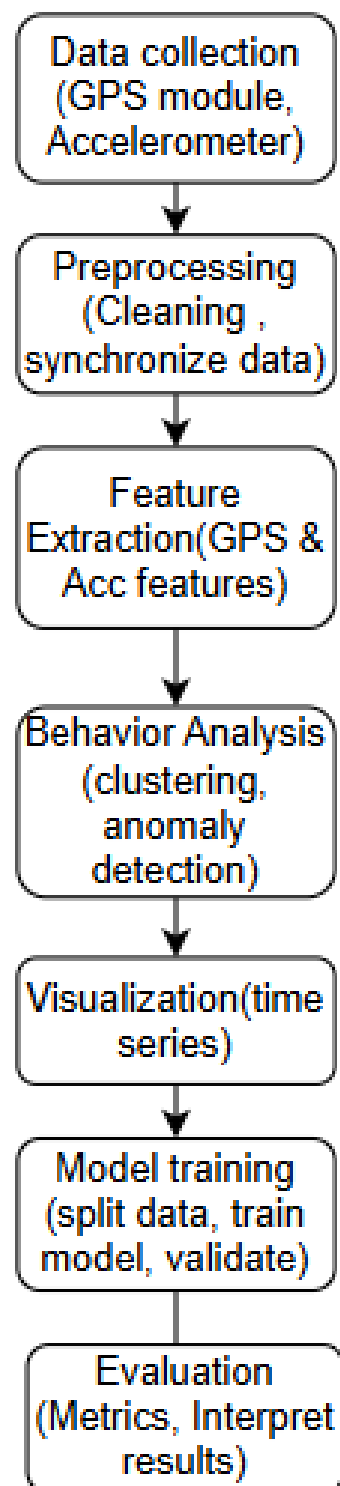 Data collection
(GPS module,
Accelerometer)
Preprocessing
(Cleaning ,
synchronize data)
Feature
Extraction(GPS &
Acc features)
Behavior Analysis
(clustering,
anomaly
detection)
Visualization(time
series)
Model training
(split data, train
model, validate)
Evaluation
(Metrics, Interpret
results)